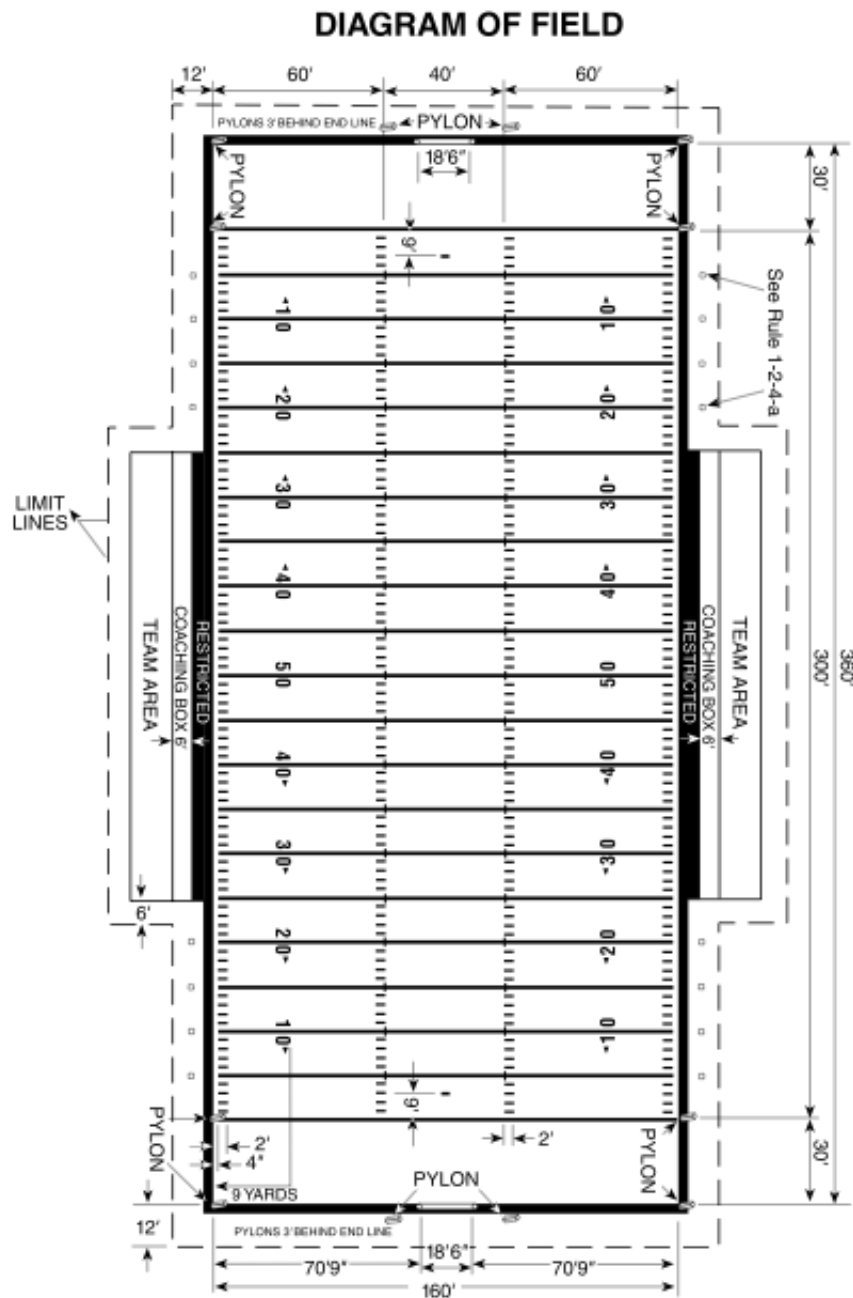 DIAGRAM OF FIELD
12' 60' 40' 60'
PYLONS 3' BEHIND END LINE
PYLON
18'6"
PYLON
PYLON
30'
9'
See Rule 1-2-4-a
10
10
20
20
30
30
LIMIT
LINES
40
40
TEAM AREA
COACHING BOX 6'
RESTRICTED
50
50
RESTRICTED
COACHING BOX 6'
TEAM AREA
300'
360'
40
40
30
30
6'
20
20
10
10
9'
PYLON
2'
4"
2'
PYLON
30'
9 YARDS
PYLON
12'
PYLONS 3' BEHIND END LINE
18'6"
70'9" 70'9"
160'